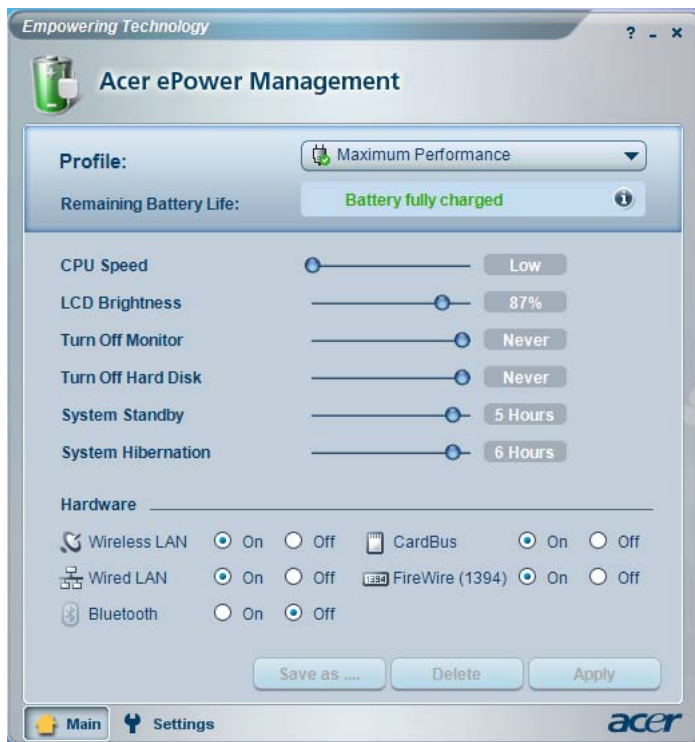 Empowering Technology
? - x
Acer ePower Management
Profile: Maximum Performance
Remaining Battery Life: Battery fully charged
CPU Speed Low
LCD Brightness 87%
Turn Off Monitor Never
Turn Off Hard Disk Never
System Standby 5 Hours
System Hibernation 6 Hours
Hardware
Wireless LAN On Off CardBus On Off
Wired LAN On Off 1394 FireWire (1394) On Off
Bluetooth On Off
Save as .... Delete Apply
Main Settings acer